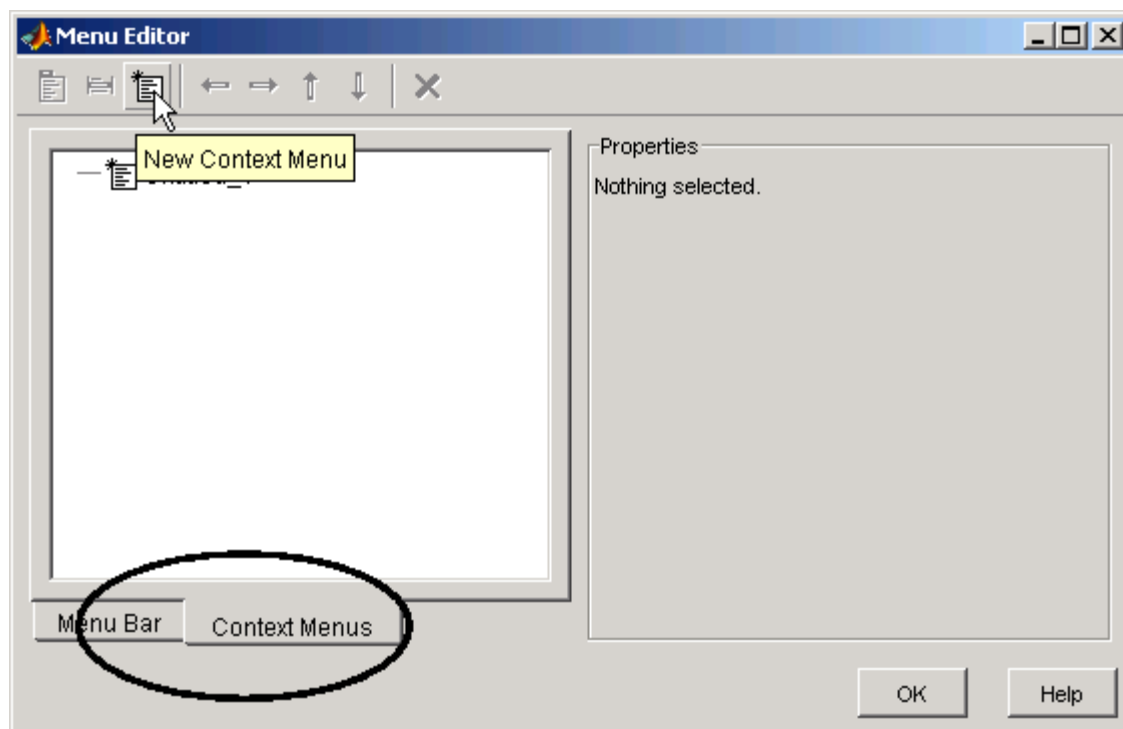 Menu Editor
New Context Menu
Properties
Nothing selected.
Menu Bar
Context Menus
OK
Help